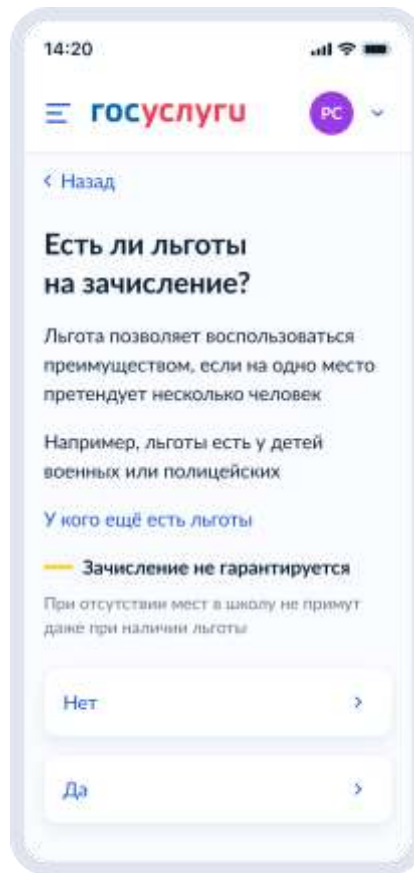 14:20
госуслуги
РС
Назад
Есть ли льготы
на зачисление?
Льгота позволяет воспользоваться
преимуществом, если на одно место
претендует несколько человек
Например, льготы есть у детей
военных или полицейских
У кого ещё есть льготы
Зачисление не гарантируется
При отсутствии мест в школу не примут
даже при наличии льготы
Нет
Да